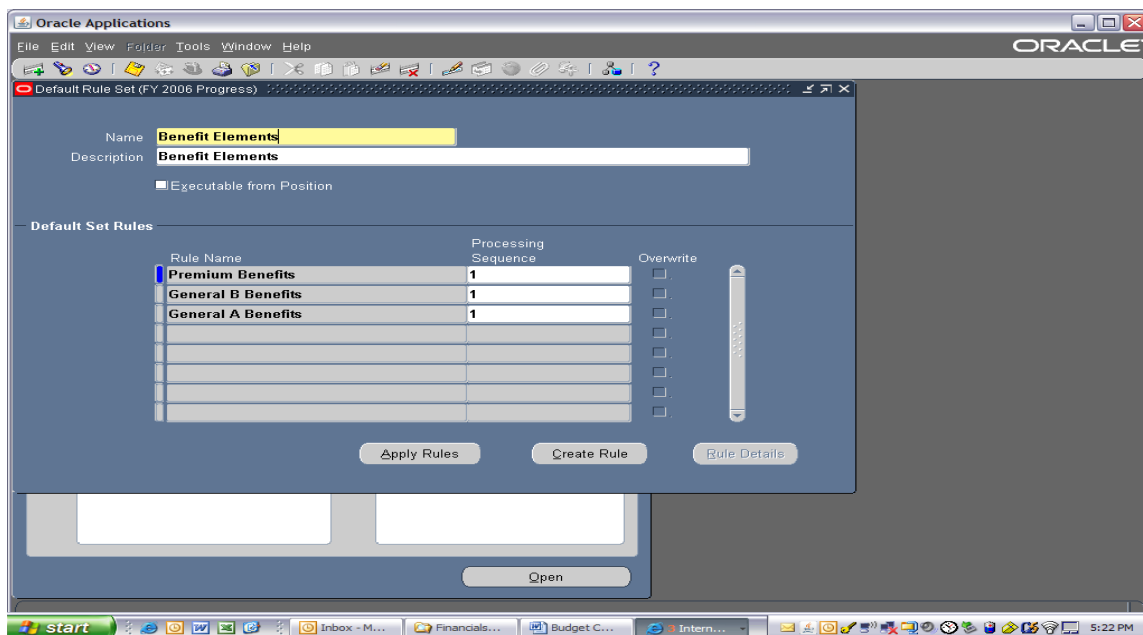 Oracle Applications
File Edit View Folder Tools Window Help
ORACLE
Default Rule Set (FY 2006 Progress)
Name Benefit Elements
Description Benefit Elements
Executable from Position
Default Set Rules
Rule Name Processing Sequence Overwrite
Premium Benefits 1
General B Benefits 1
General A Benefits 1
Apply Rules Create Rule Rule Details
Open
start Inbox - M... Financials... Budget C... Intern... 5:22 PM